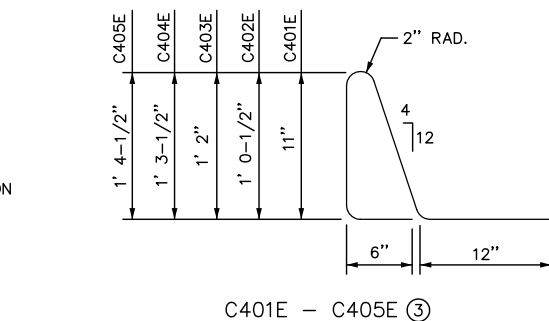 C405E
C404E
C403E
C402E
C401E
2" RAD.
1' 4-1/2"
1' 3-1/2"
1' 2"
1' 0-1/2"
11"
4
12
ON
6"
12"
C401E - C405E ③